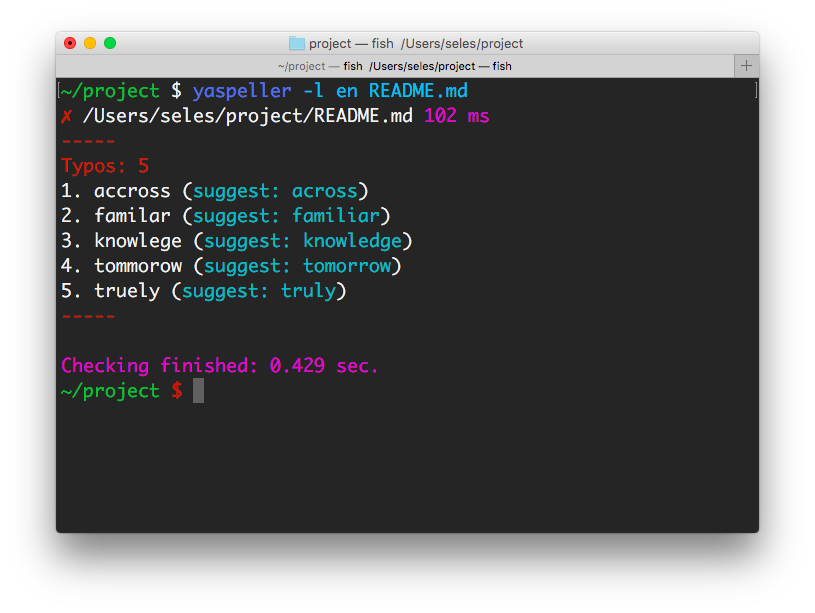 project — fish /Users/seles/project
~/project — fish /Users/seles/project — fish +
~/project $ yaspeller -l en README.md
✗ /Users/seles/project/README.md 102 ms
-----
Typos: 5
1. accross (suggest: across)
2. familar (suggest: familiar)
3. knowlege (suggest: knowledge)
4. tommorow (suggest: tomorrow)
5. truely (suggest: truly)
-----
Checking finished: 0.429 sec.
~/project $